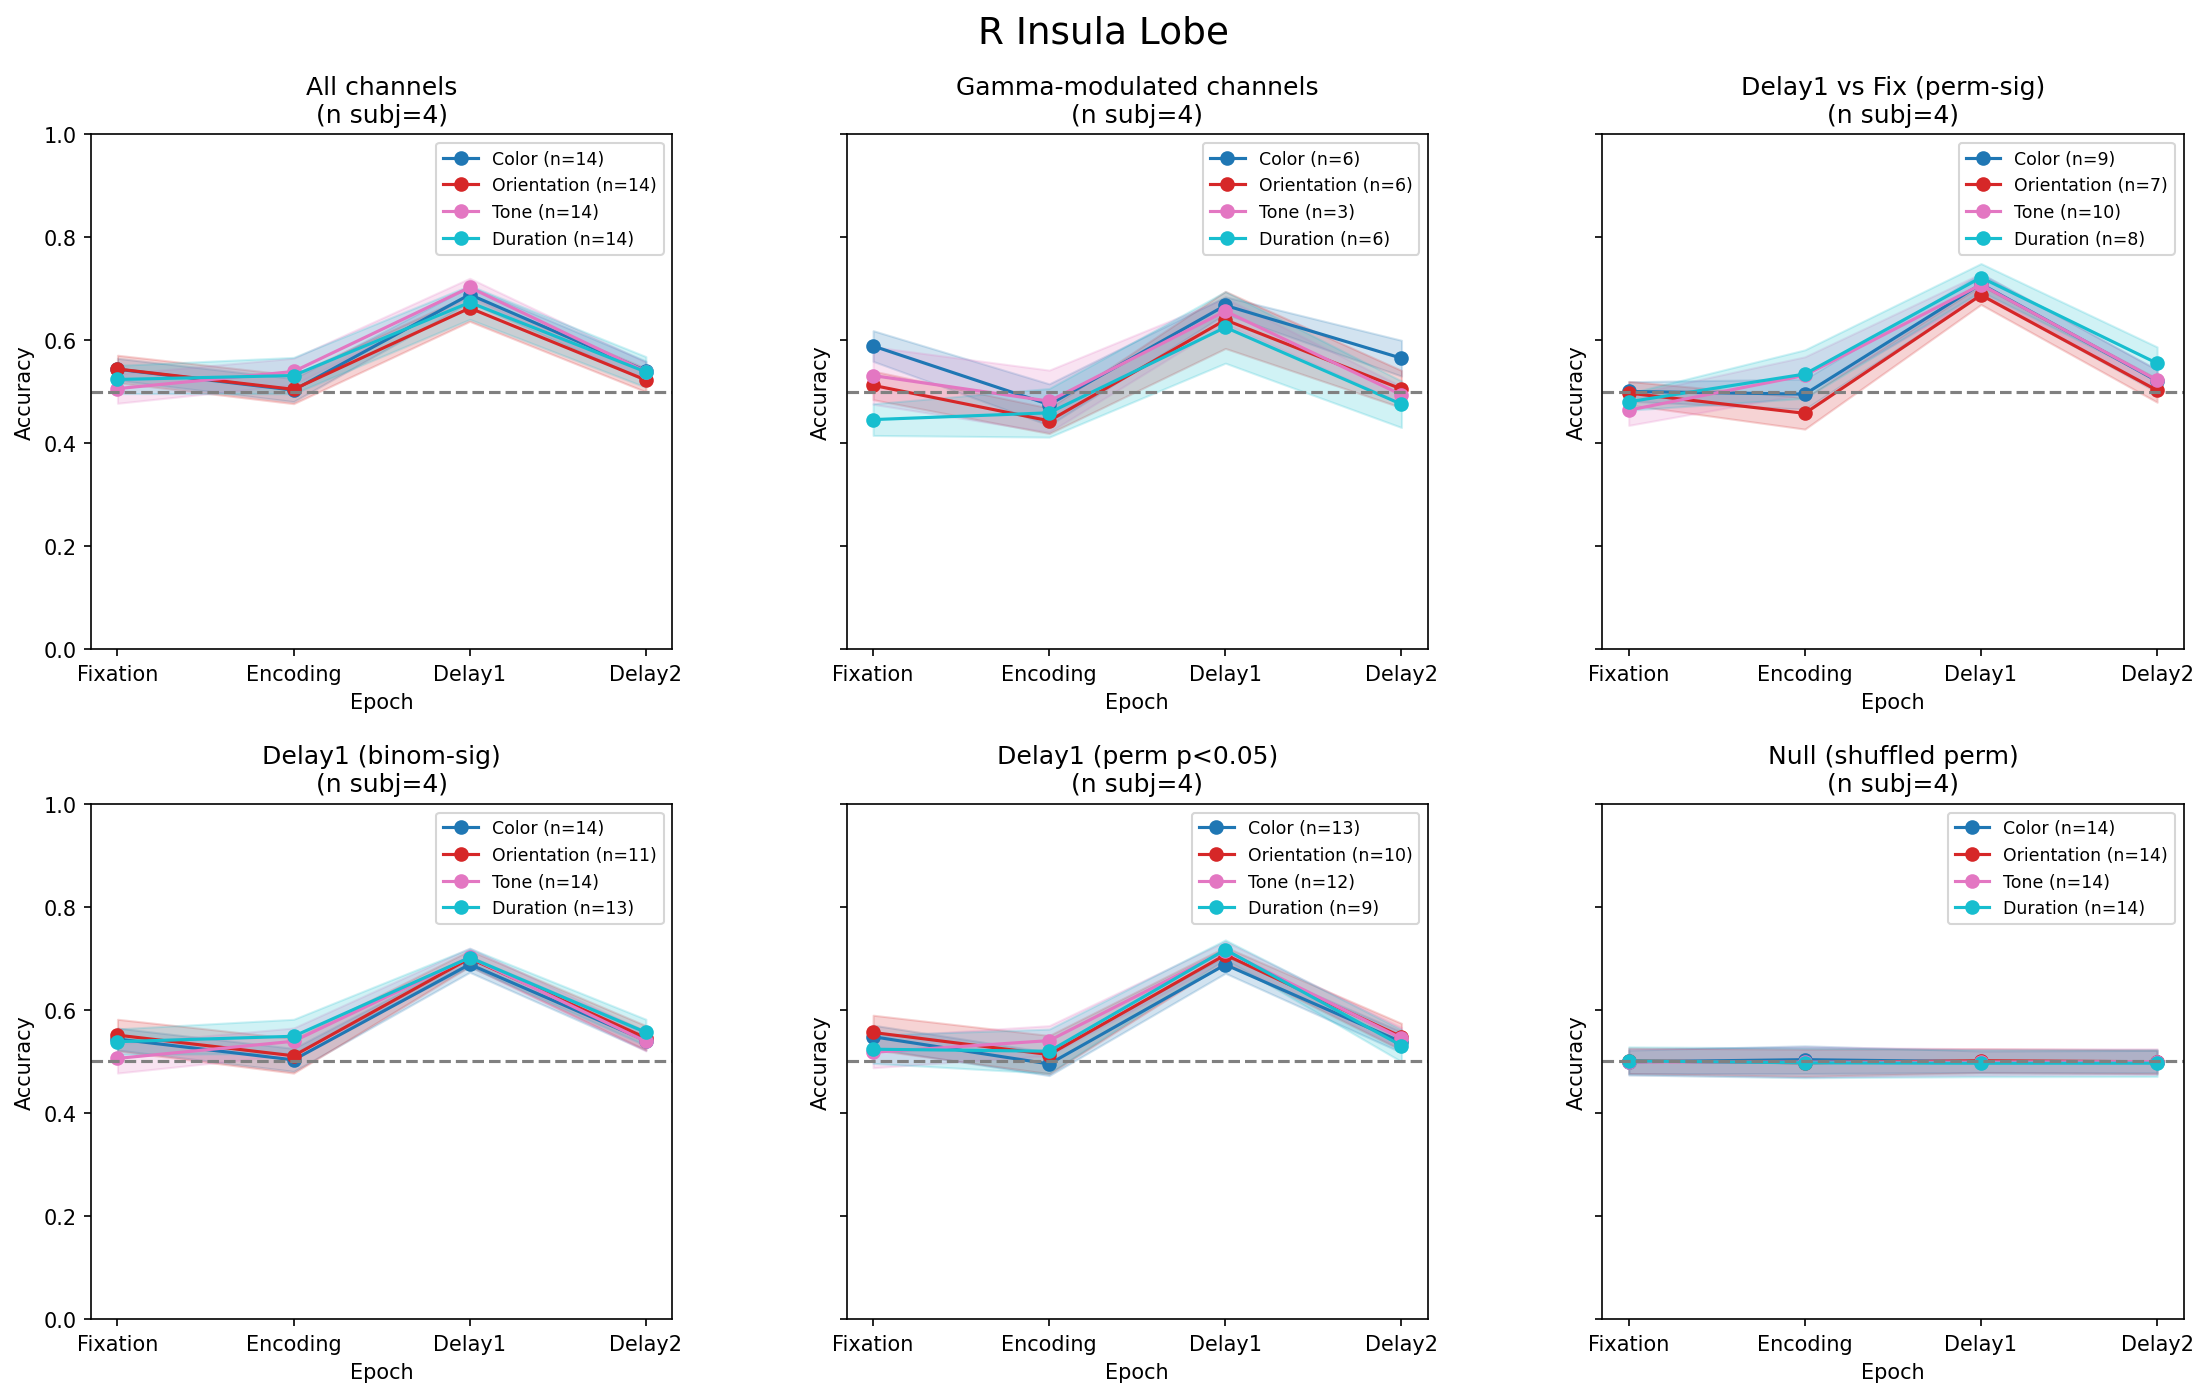 R Insula Lobe
All channels
(n subj=4)
1.0
0.8
0.6
0.4
0.2
0.0
Accuracy
Color (n=14)
Orientation (n=14)
Tone (n=14)
Duration (n=14)
Fixation Encoding Delay1 Delay2
Epoch
Gamma-modulated channels
(n subj=4)
Accuracy
Color (n=6)
Orientation (n=6)
Tone (n=3)
Duration (n=6)
Fixation Encoding Delay1 Delay2
Epoch
Delay1 vs Fix (perm-sig)
(n subj=4)
Accuracy
Color (n=9)
Orientation (n=7)
Tone (n=10)
Duration (n=8)
Fixation Encoding Delay1 Delay2
Epoch
Delay1 (binom-sig)
(n subj=4)
1.0
0.8
0.6
0.4
0.2
0.0
Accuracy
Color (n=14)
Orientation (n=11)
Tone (n=14)
Duration (n=13)
Fixation Encoding Delay1 Delay2
Epoch
Delay1 (perm p<0.05)
(n subj=4)
Accuracy
Color (n=13)
Orientation (n=10)
Tone (n=12)
Duration (n=9)
Fixation Encoding Delay1 Delay2
Epoch
Null (shuffled perm)
(n subj=4)
Accuracy
Color (n=14)
Orientation (n=14)
Tone (n=14)
Duration (n=14)
Fixation Encoding Delay1 Delay2
Epoch